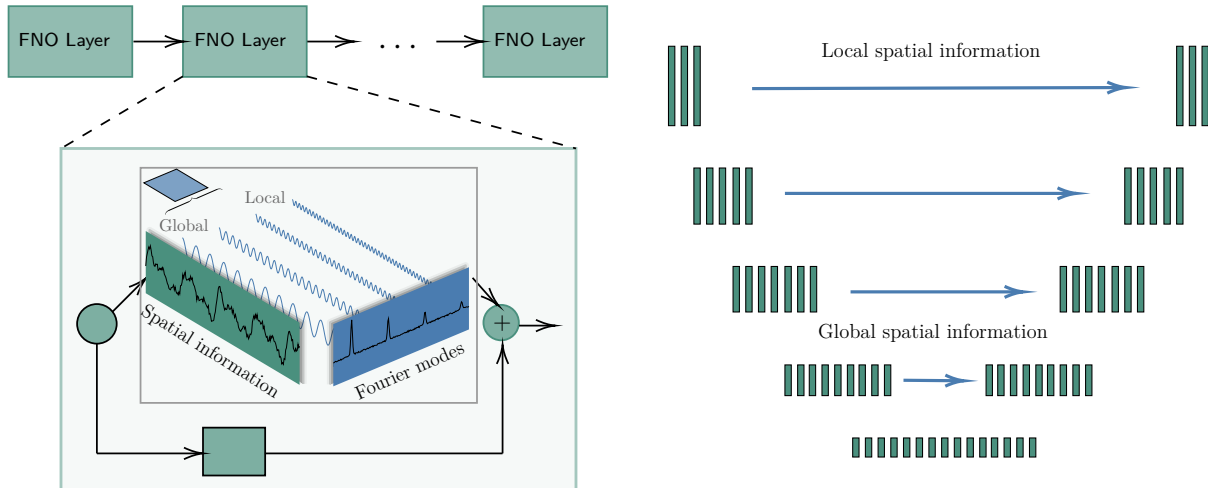 FNO Layer
FNO Layer
. . .
FNO Layer
Local
Global
Spatial information
Fourier modes
+
Local spatial information
Global spatial information